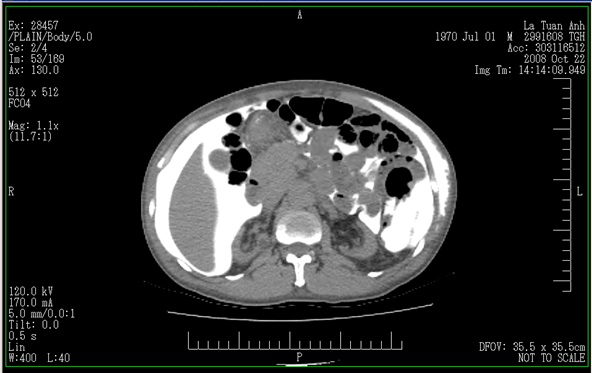 A
Ex: 28457
/PLAIN/Body/5.0
Se: 2/4
Im: 53/169
Ax: 130.0
512 x 512
FC04
Mag: 1.1x
(11.7:1)
La Tuan Anh
1970 Jul 01 M 2991608 TGH
Acc: 303116512
2008 Oct 22
Img Tm: 14:14:09.949
R
L
120.0 kV
170.0 mA
5.0 mm/0.0:1
Tilt: 0.0
0.5 s
Lin
W:400 L:40
P
DFOV: 35.5 x 35.5cm
NOT TO SCALE